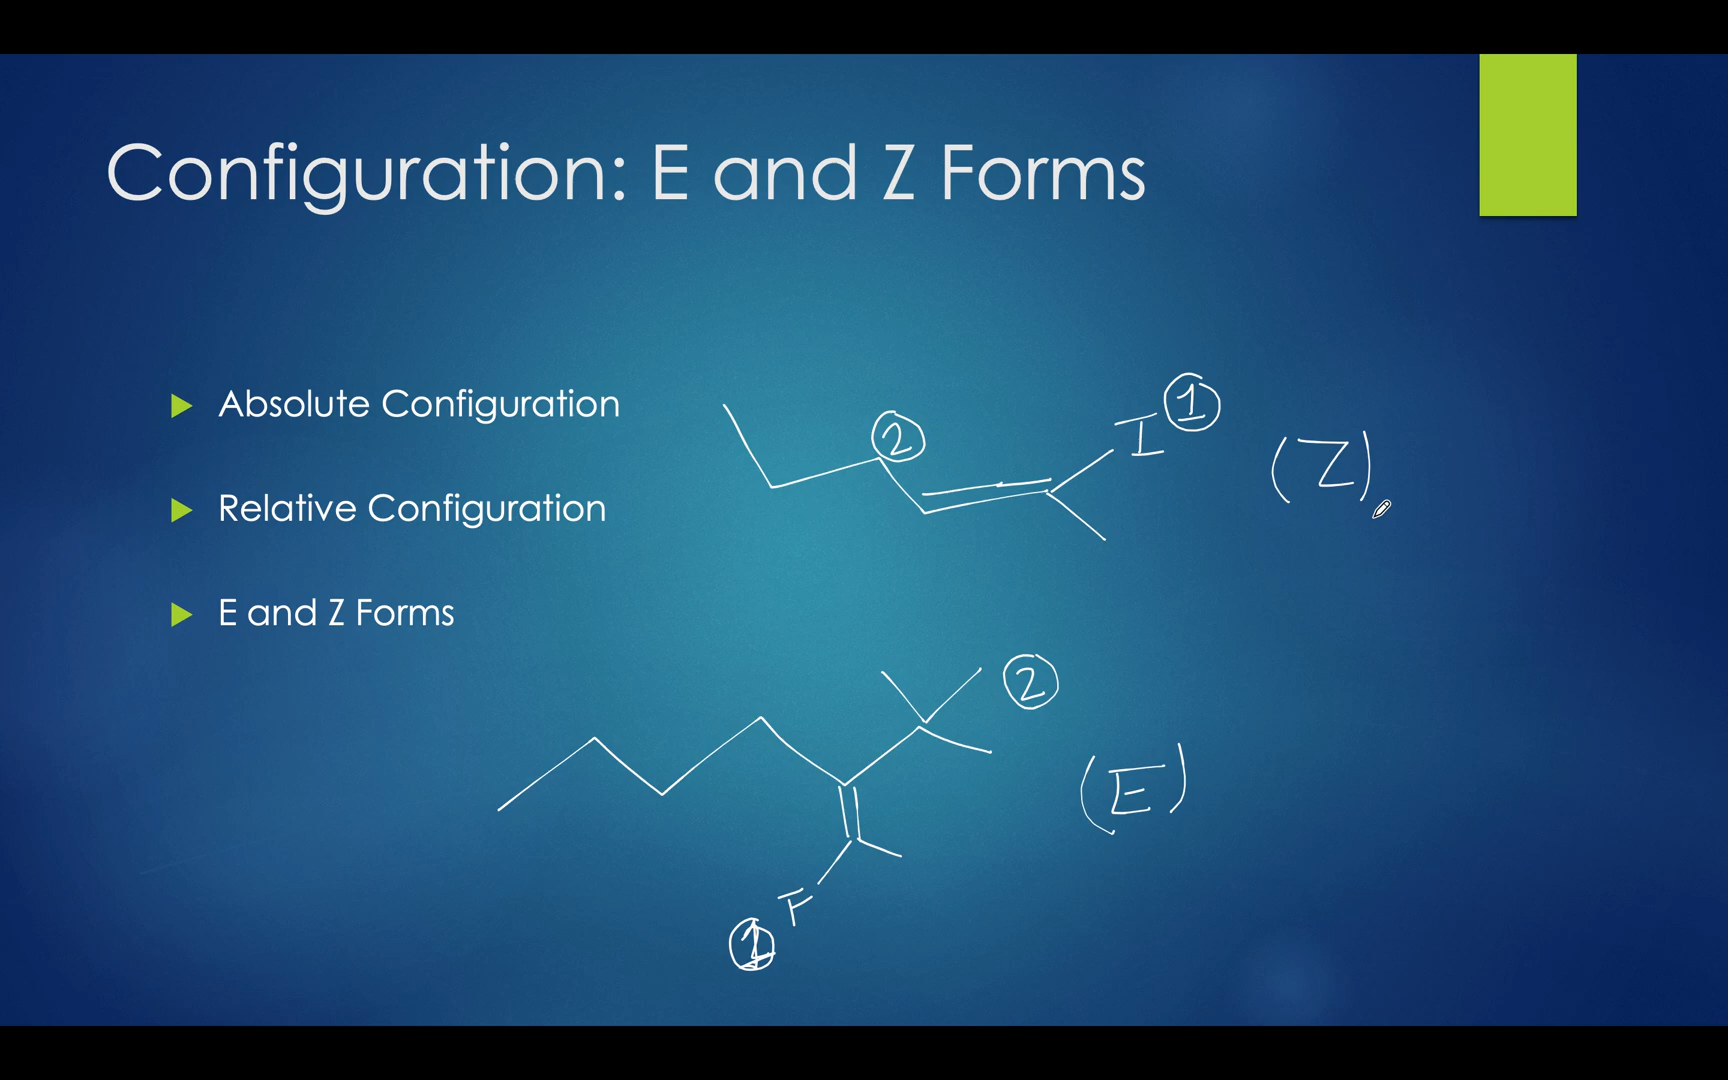 Configuration: E and Z Forms
Absolute Configuration
Relative Configuration
E and Z Forms
2
I
1
(Z)
2
(E)
F
1